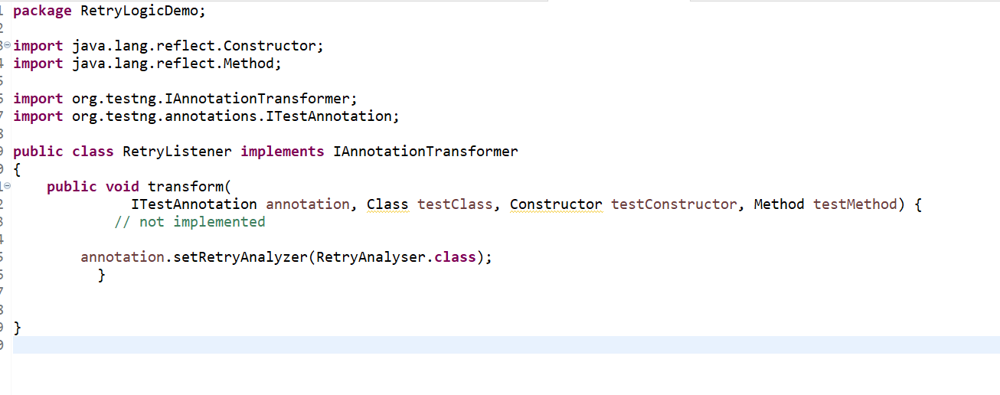 package RetryLogicDemo;
import java.lang.reflect.Constructor;
import java.lang.reflect.Method;
import org.testng.IAnnotationTransformer;
import org.testng.annotations.ITestAnnotation;
public class RetryListener implements IAnnotationTransformer
{
public void transform(
ITestAnnotation annotation, Class testClass, Constructor testConstructor, Method testMethod) {
// not implemented
annotation.setRetryAnalyzer(RetryAnalyser.class);
}
}